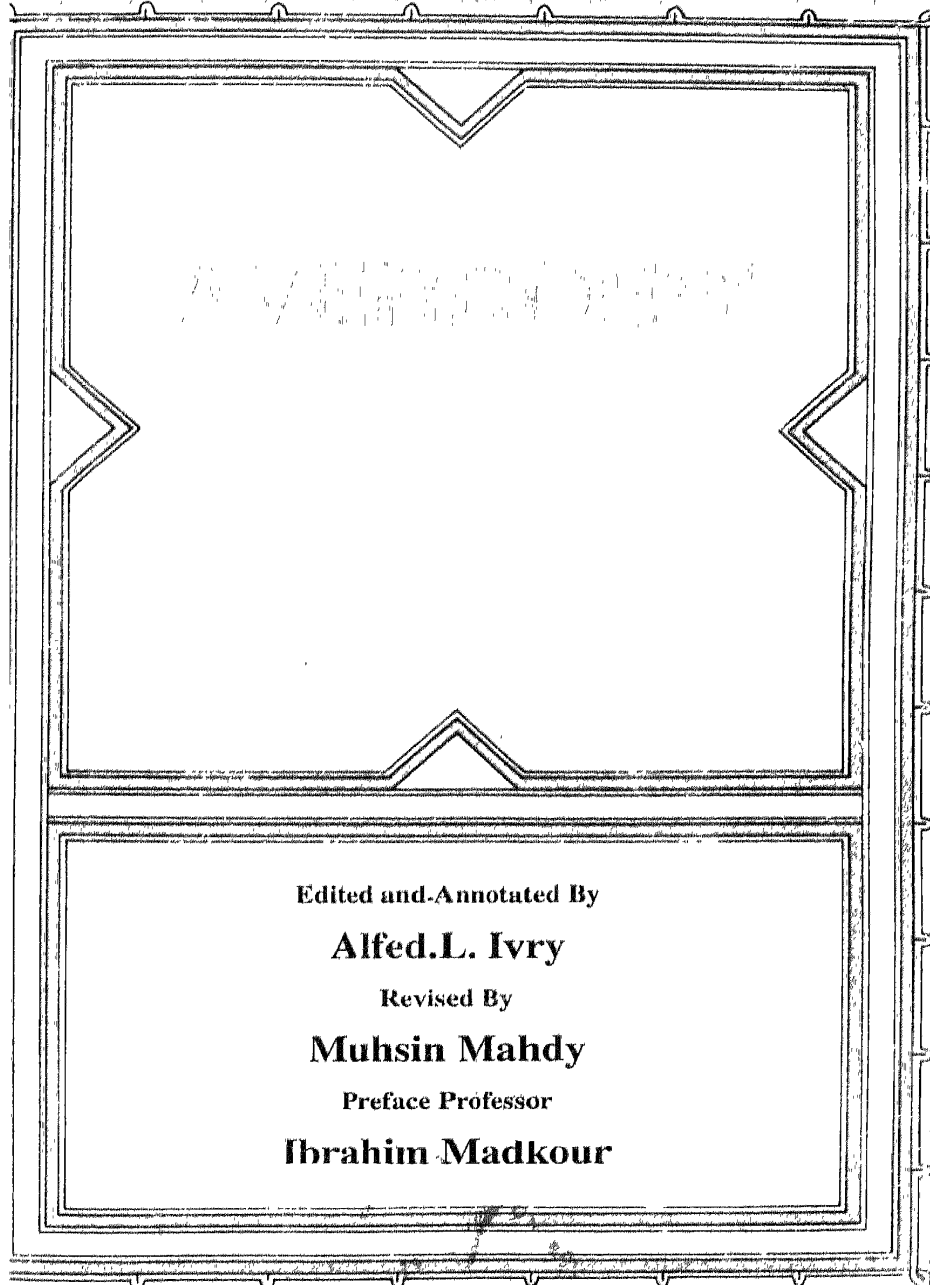 Edited and-Annotated By
Alfed.L. Ivry
Revised By
Muhsin Mahdy
Preface Professor
Ibrahim Madkour